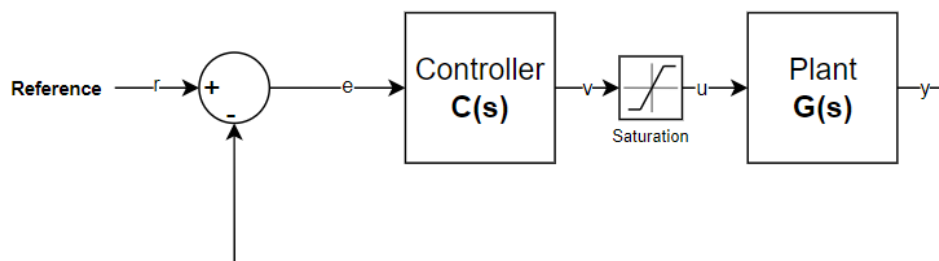 Reference
r
+
-
e
Controller
C(s)
v
Saturation
u
Plant
G(s)
y